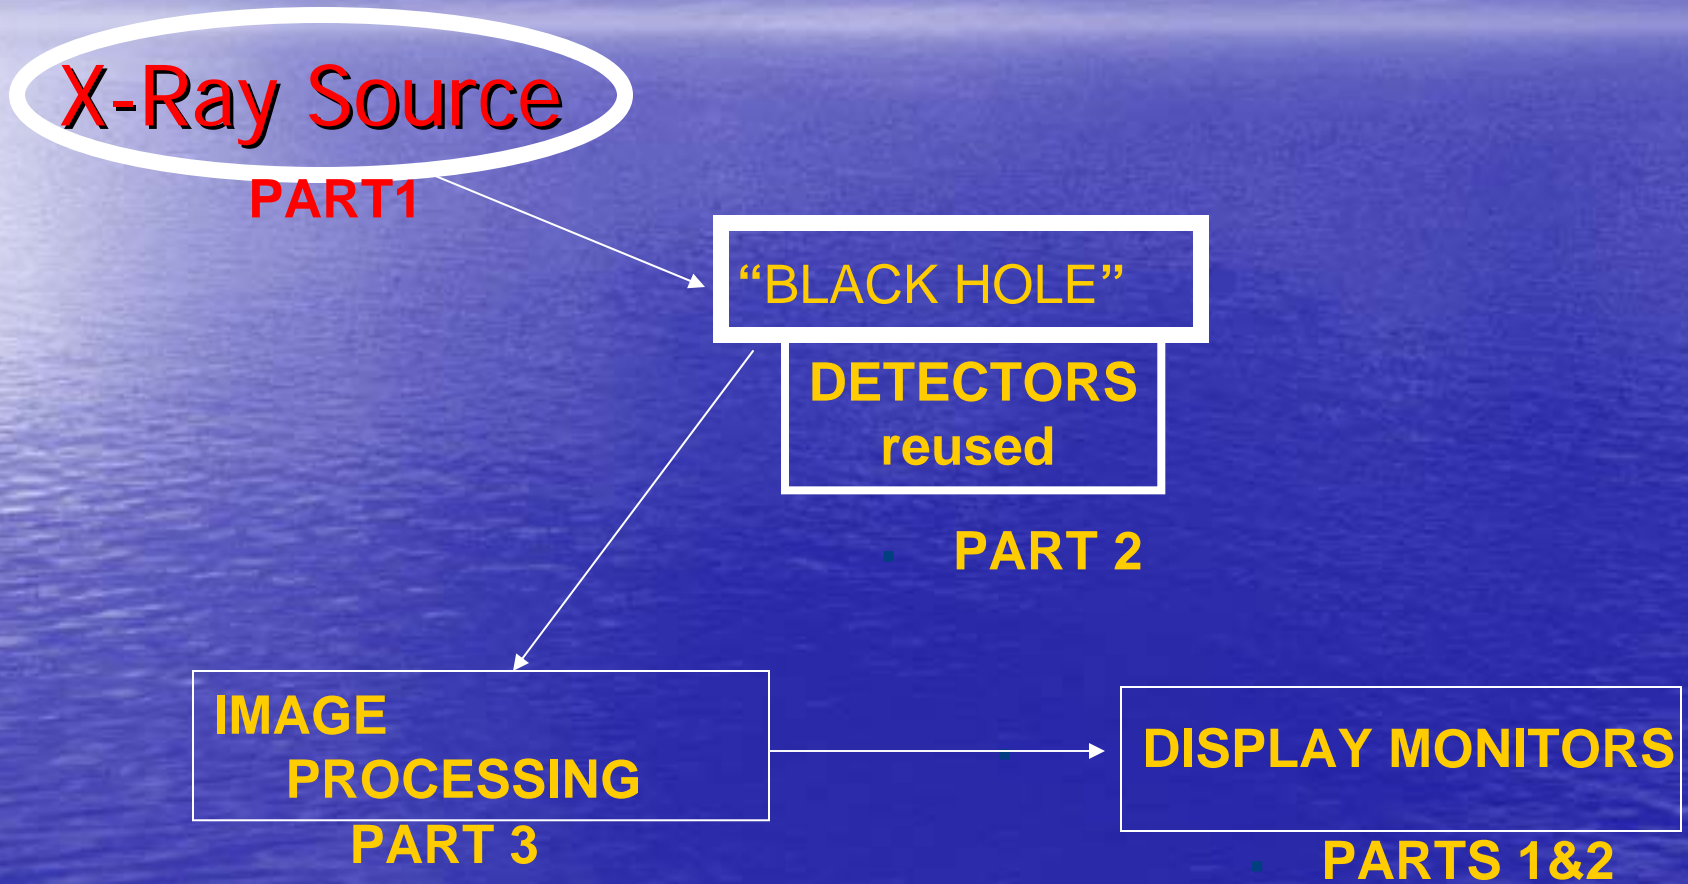 X-Ray Source
PART1
“BLACK HOLE”
DETECTORS
reused
PART 2
IMAGE
PROCESSING
PART 3
DISPLAY MONITORS
PARTS 1&2